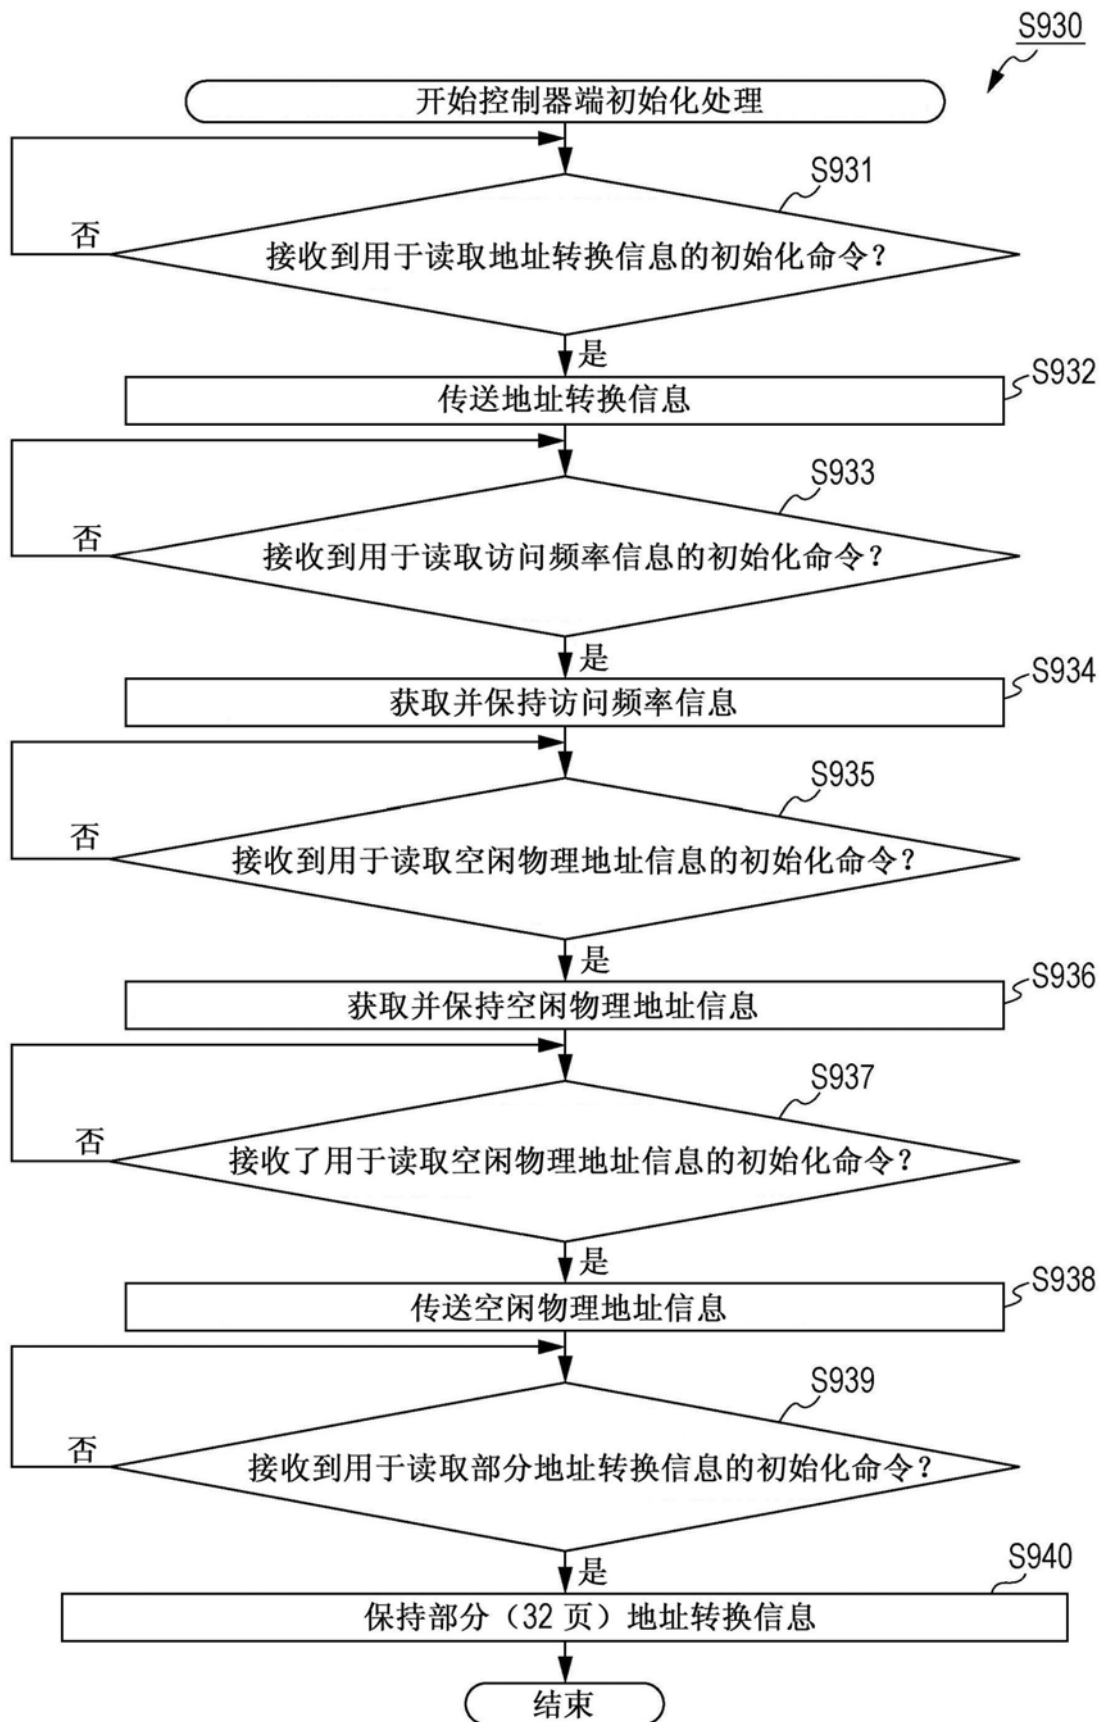 S930
开始控制器端初始化处理
S931
否
接收到用于读取地址转换信息的初始化命令？
是
S932
传送地址转换信息
S933
否
接收到用于读取访问频率信息的初始化命令？
是
S934
获取并保持访问频率信息
S935
否
接收到用于读取空闲物理地址信息的初始化命令？
是
S936
获取并保持空闲物理地址信息
S937
否
接收了用于读取空闲物理地址信息的初始化命令？
是
S938
传送空闲物理地址信息
S939
否
接收到用于读取部分地址转换信息的初始化命令？
是
S940
保持部分（32 页）地址转换信息
结束